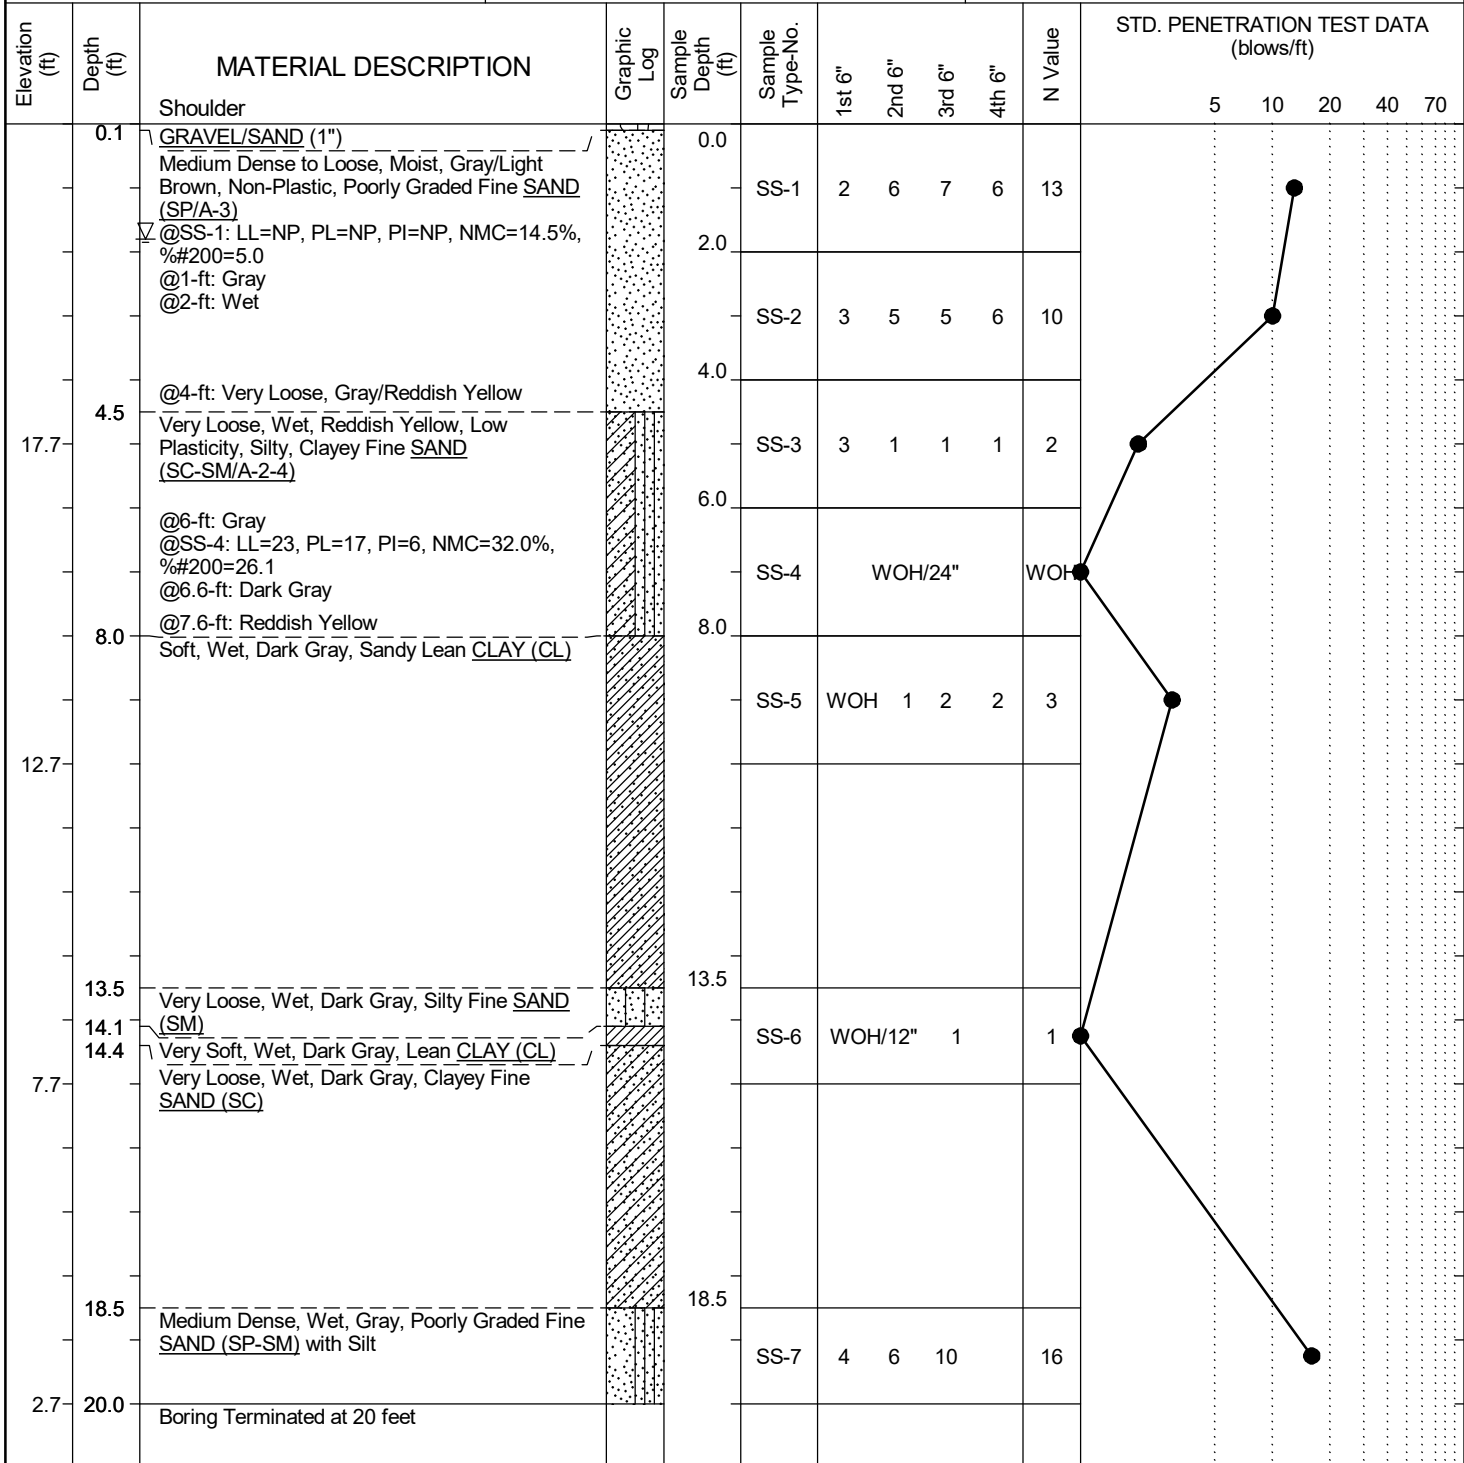 Elevation (ft)
Depth (ft)
MATERIAL DESCRIPTION
Shoulder
Graphic Log
Sample Depth (ft)
Sample Type-No.
1st 6"
2nd 6"
3rd 6"
4th 6"
N Value
STD. PENETRATION TEST DATA
(blows/ft)
5 10 20 40 70
0.1 GRAVEL/SAND (1") 0.0
Medium Dense to Loose, Moist, Gray/Light
Brown, Non-Plastic, Poorly Graded Fine SAND
(SP/A-3)
SS-1 2 6 7 6 13
@SS-1: LL=NP, PL=NP, PI=NP, NMC=14.5%,
%#200=5.0
2.0
@1-ft: Gray
@2-ft: Wet
SS-2 3 5 5 6 10
4.0
@4-ft: Very Loose, Gray/Reddish Yellow
4.5
Very Loose, Wet, Reddish Yellow, Low
17.7 Plasticity, Silty, Clayey Fine SAND
(SC-SM/A-2-4)
SS-3 3 1 1 1 2
6.0
@6-ft: Gray
@SS-4: LL=23, PL=17, PI=6, NMC=32.0%,
%#200=26.1
SS-4 WOH/24" WOH
@6.6-ft: Dark Gray
@7.6-ft: Reddish Yellow
8.0 8.0
Soft, Wet, Dark Gray, Sandy Lean CLAY (CL)
SS-5 WOH 1 2 2 3
12.7
13.5 13.5
Very Loose, Wet, Dark Gray, Silty Fine SAND
(SM)
14.1
SS-6 WOH/12" 1 1
14.4 Very Soft, Wet, Dark Gray, Lean CLAY (CL)
7.7 Very Loose, Wet, Dark Gray, Clayey Fine
SAND (SC)
18.5 18.5
Medium Dense, Wet, Gray, Poorly Graded Fine
SAND (SP-SM) with Silt
SS-7 4 6 10 16
2.7 20.0
Boring Terminated at 20 feet